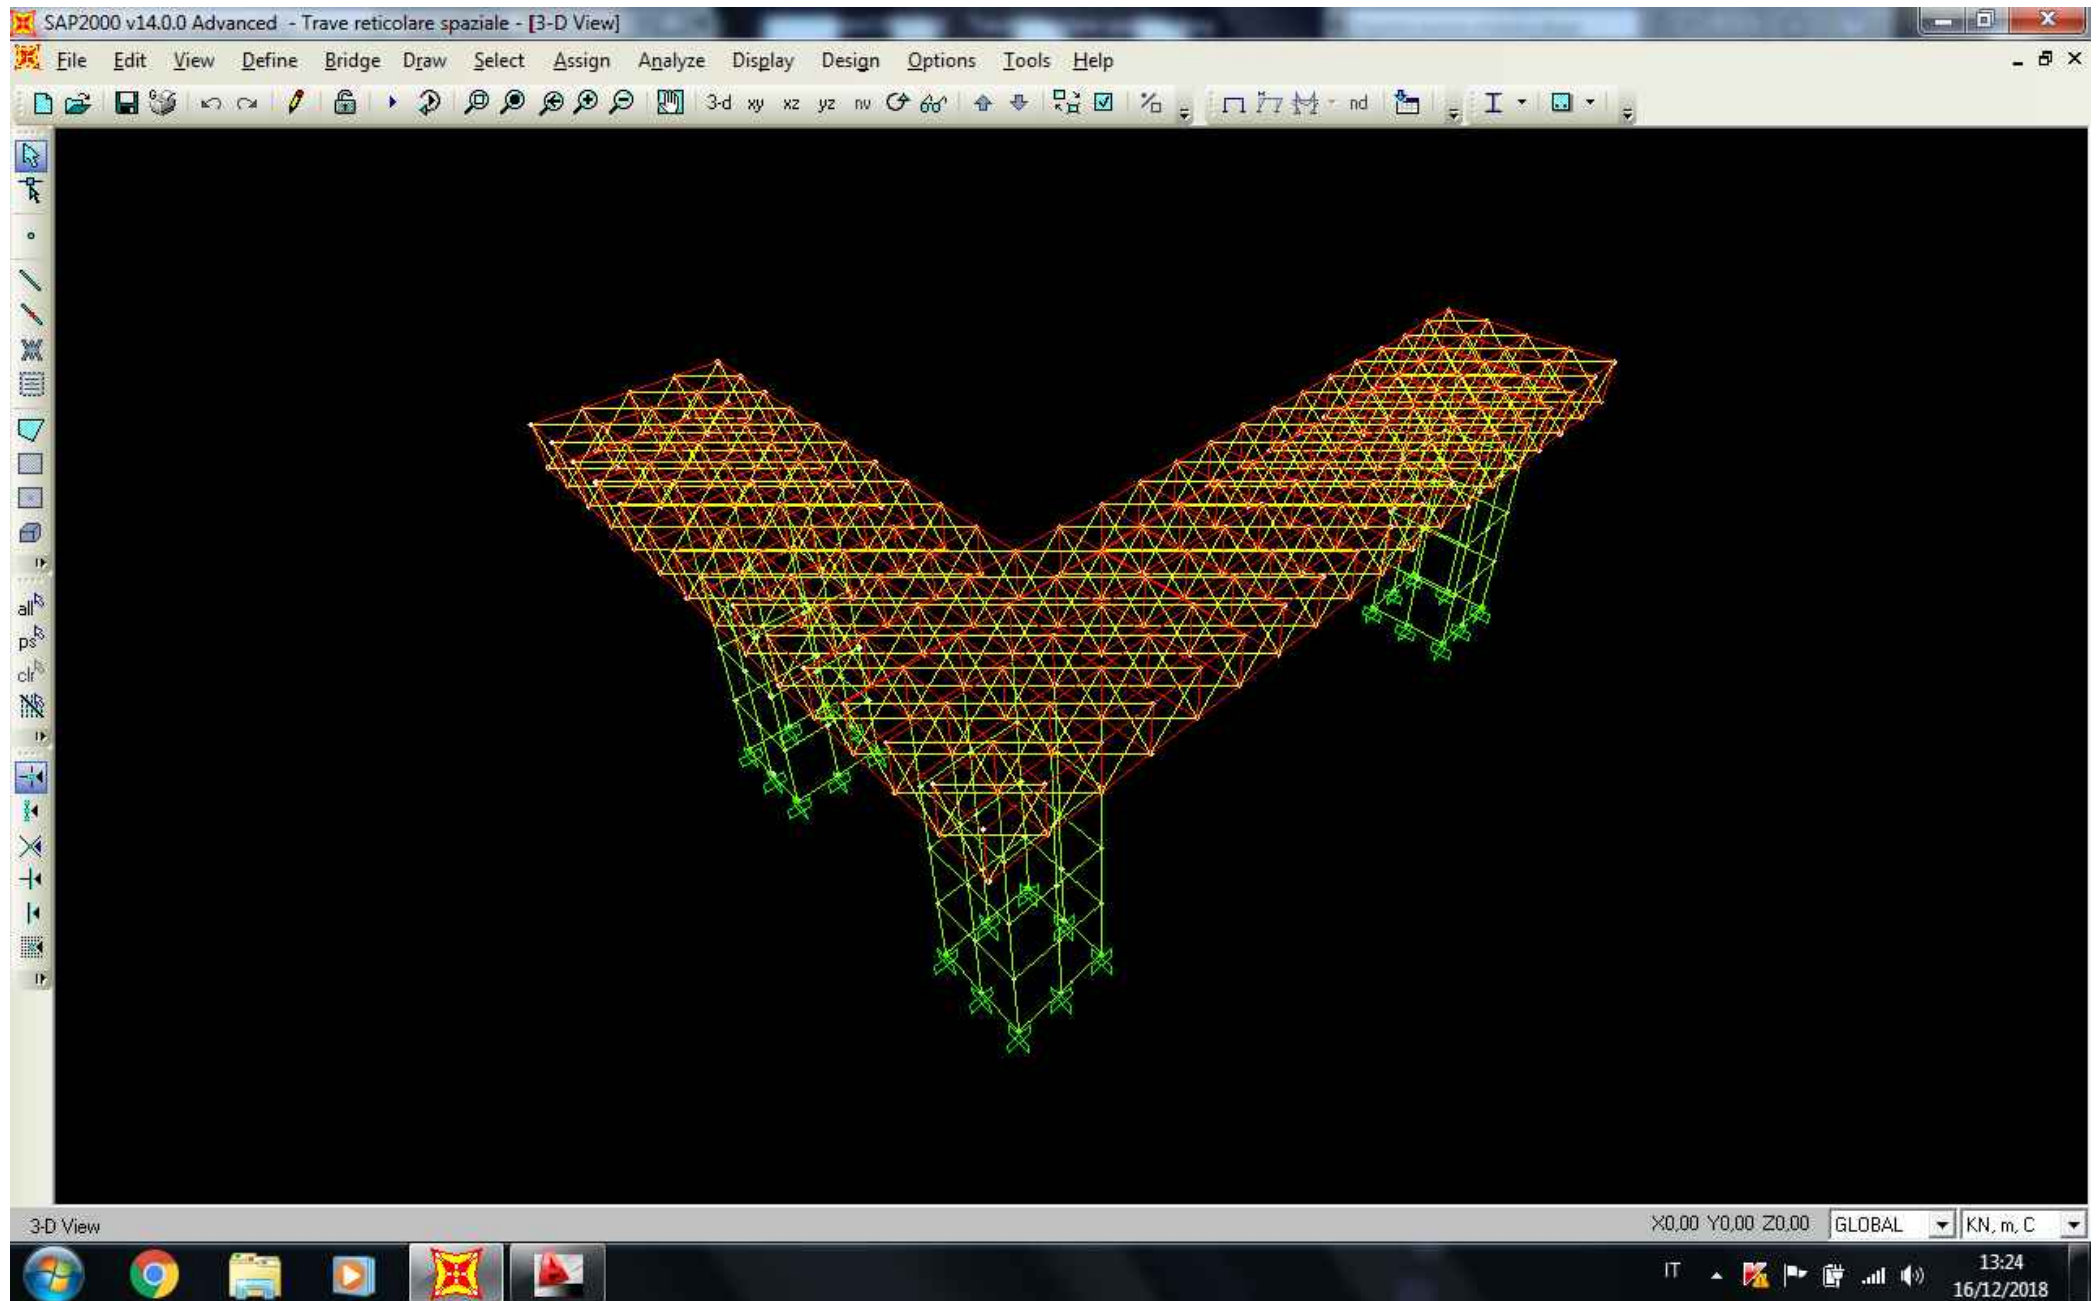 SAP2000 v14.0.0 Advanced - Trave reticolare spaziale - [3-D View]
File Edit View Define Bridge Draw Select Assign Analyze Display Design Options Tools Help
3-d xy xz yz nv nd
all
ps
clr
3-D View X0,00 Y0,00 Z0,00 GLOBAL KN, m, C
IT 13:24
16/12/2018